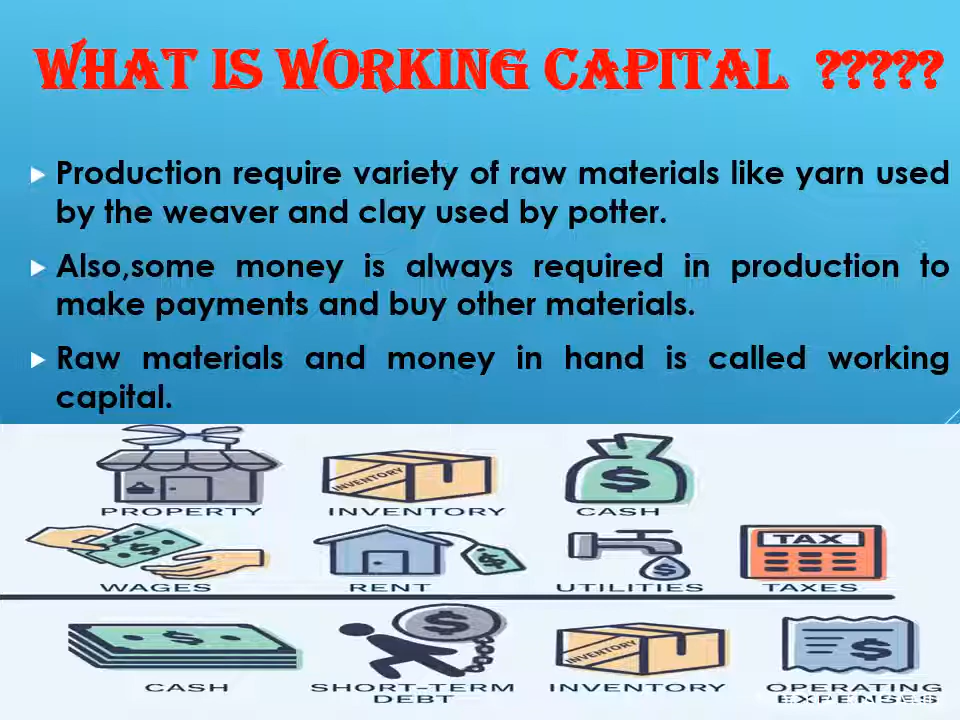 WHAT IS WORKING CAPITAL ?????
Production require variety of raw materials like yarn used
by the weaver and clay used by potter.
Also,some money is always required in production to
make payments and buy other materials.
Raw materials and money in hand is called working
capital.
INVENTORY
PROPERTY INVENTORY CASH
TAX
WAGES RENT UTILITIES TAXES
INVENTORY
CASH SHORT-TERM DEBT INVENTORY OPERATING EXPENSES